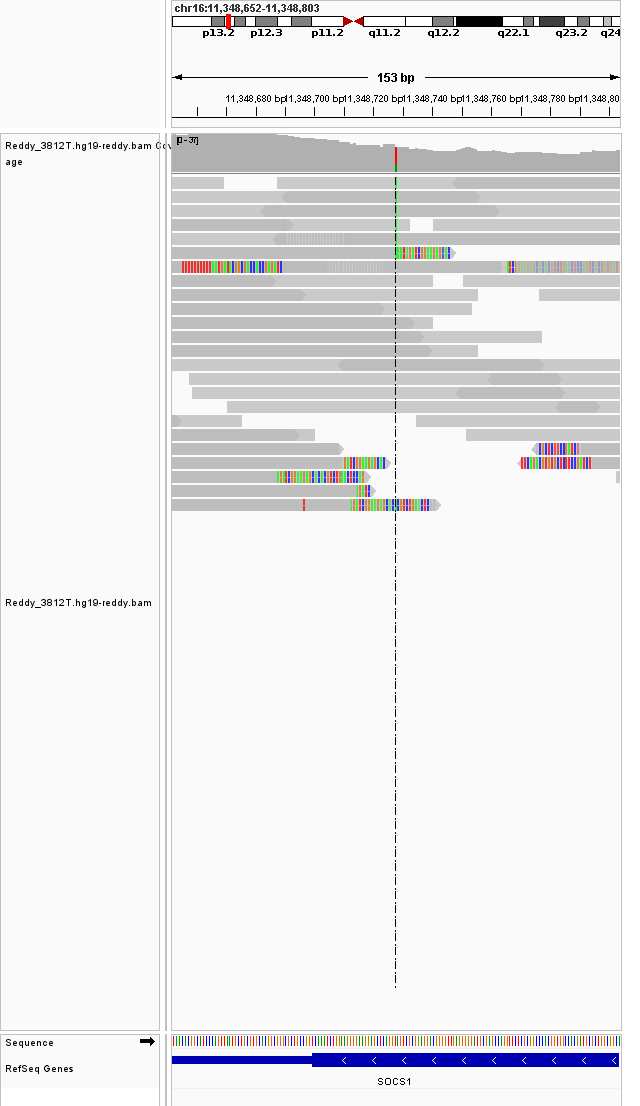 chr16:11,348,652-11,348,803
p13.2 p12.3 p11.2 q11.2 q12.2 q22.1 q23.2 q24
153 bp
11,348,680 bp 11,348,700 bp 11,348,720 bp 11,348,740 bp 11,348,760 bp 11,348,780 bp 11,348,80
[0 - 37]
Reddy_3812T.hg19-reddy.bam Cov
age
Reddy_3812T.hg19-reddy.bam
Sequence
RefSeq Genes
SOCS1